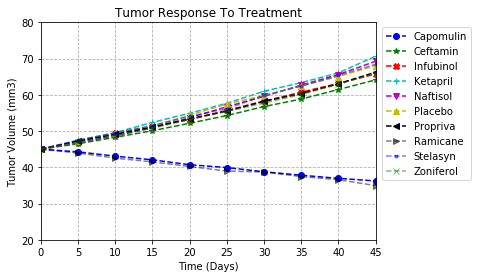 Tumor Response To Treatment
Tumor Volume (mm3)
80
70
60
50
40
30
20
0 5 10 15 20 25 30 35 40 45
Time (Days)
Capomulin
Ceftamin
Infubinol
Ketapril
Naftisol
Placebo
Propriva
Ramicane
Stelasyn
Zoniferol